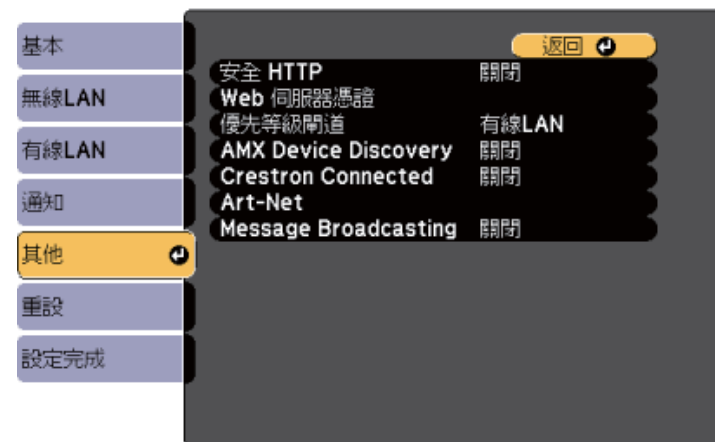 基本
無線LAN
有線LAN
通知
其他
重設
設定完成
返回
安全 HTTP 關閉
Web 伺服器憑證
優先等級閘道 有線LAN
AMX Device Discovery 關閉
Crestron Connected 關閉
Art-Net
Message Broadcasting 關閉